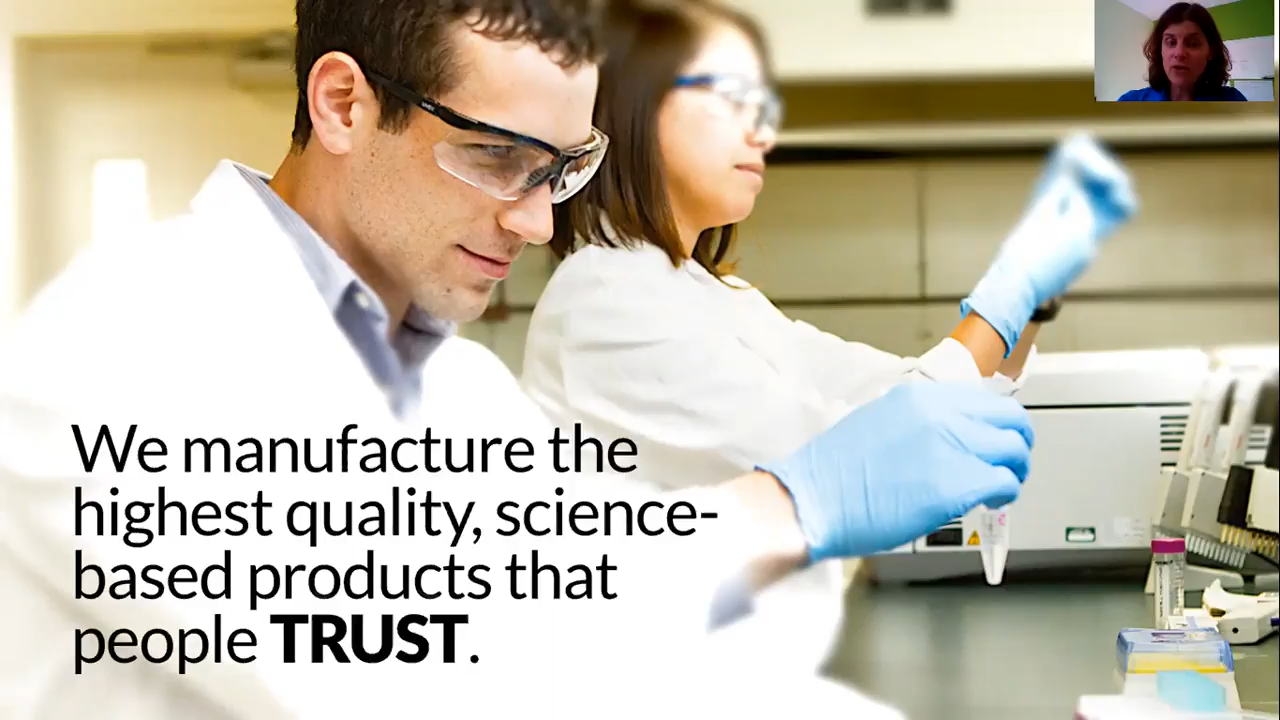 We manufacture the
highest quality, science-
based products that
people TRUST.